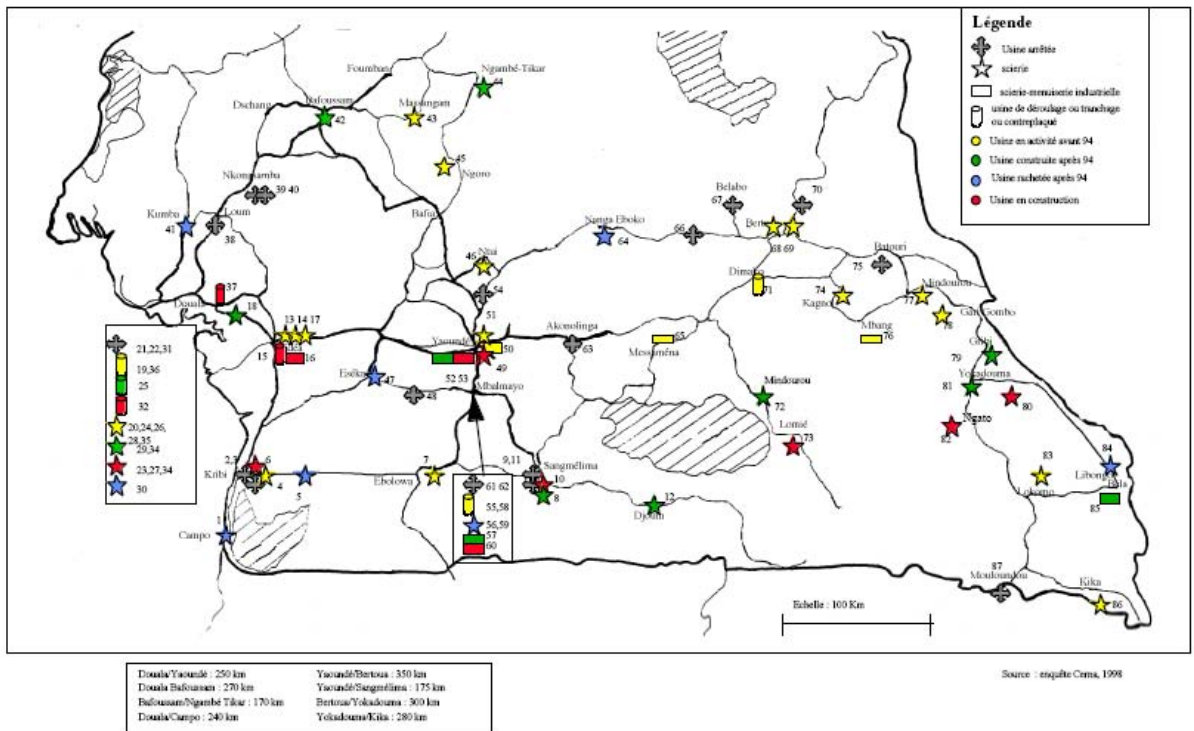 Légende
Usine arrêtée
scierie
scierie-menuiserie industrielle
usine de déroulage ou tranchage
ou contreplaqué
Usine en activité avant 94
Usine construite après 94
Usine rachetée après 94
Usine en construction
Ngambé-Tikar
44
Foumban
Bafoussam
42
Massangam
43
Dschang
45
Ngoro
Nkongsamba
39 40
Kumba
41
Loum
38
Bafia
Belabo
67
70
Nanga Eboko
64
66
68 69
Ntui
46
54
Batouri
75
Dimako
71
74
Kagno
Mindourou
77
78
Gari Gombo
37
Douala
18
13 14 17
15
16
51
Yaoundé
50
49
52 53
Akonolinga
63
65
Messaména
Mbang
76
79
Yokadouma
81
80
Ngato
82
Eséka
47
48
Mbalmayo
Mindourou
72
Lomié
73
21,22,31
19,36
25
32
20,24,26,
28,35
29,34
23,27,34
30
2,3
6
Kribi
4
5
7
Ebolowa
9,11
Sangmélima
10
8
12
Djoum
83
Lokomo
84
Libongo
Bela
85
1
Campo
61 62
55,58
56,59
57
60
87
Mouloundou
Kika
86
Echelle : 100 Km
Douala/Yaoundé : 250 km
Douala Bafoussam : 270 km
Bafoussam/Ngambé Tikar : 170 km
Douala/Campo : 240 km
Yaoundé/Bertoua : 350 km
Yaoundé/Sangmélima : 175 km
Bertoua/Yokadouma : 300 km
Yokadouma/Kika : 280 km
Source : enquête Cerna, 1998